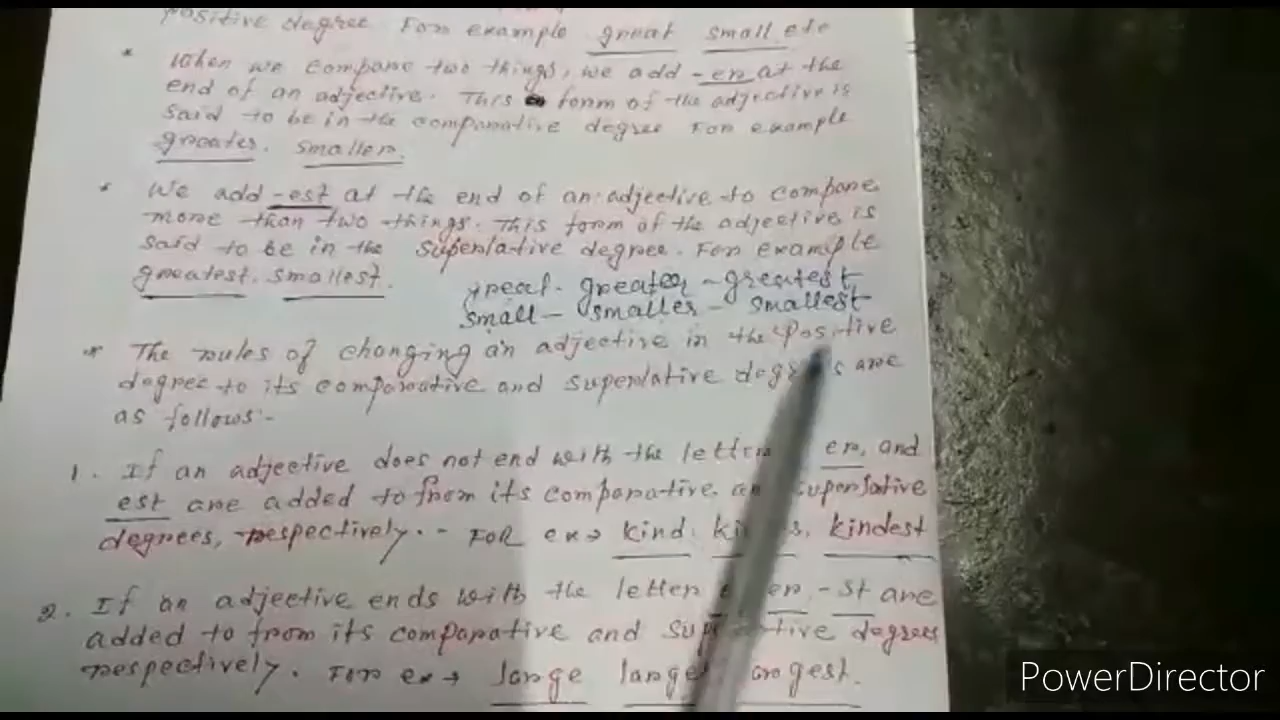 positive degree. For example great small etc
* When we compare two things, we add -er at the
end of an adjective. This form of the adjective is
said to be in the comparative degree For example
greater. smaller.
* We add -est at the end of an adjective to compare
more than two things. This form of the adjective is
said to be in the superlative degree. For example
greatest. smallest.
great - greater - greatest
small - smaller - smallest
* The rules of changing an adjective in the positive
degree to its comparative and superlative degrees are
as follows:-
1. If an adjective does not end with the letter er, and
est are added to from its comparative and superlative
degrees, respectively. - FOR ex → kind. kindest
2. If an adjective ends with the letter er, -st are
added to from its comparative and superlative degrees
respectively. For ex → large largest.
PowerDirector